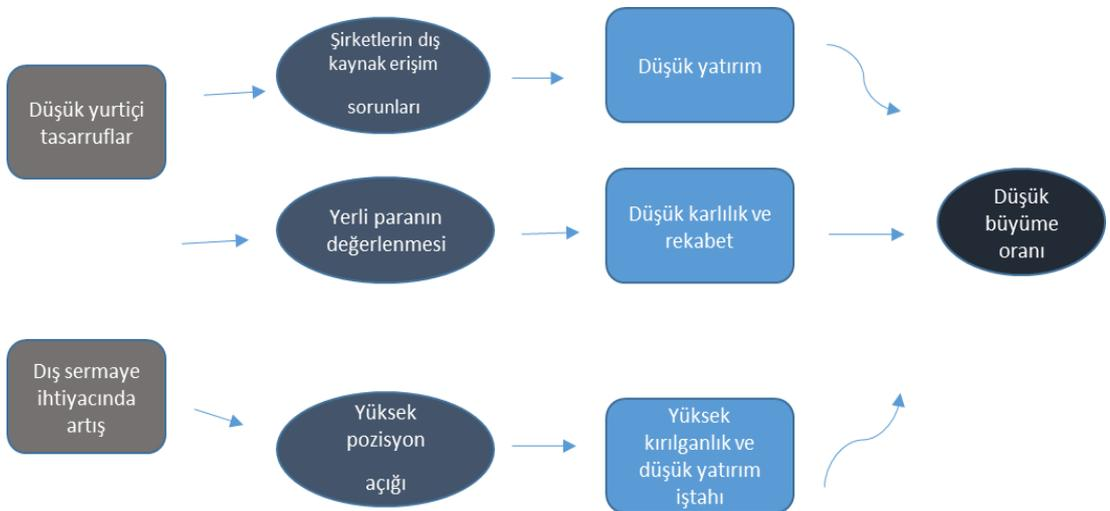 Düşük yurtiçi
tasarruflar
Şirketlerin dış
kaynak erişim
sorunları
Düşük yatırım
Yerli paranın
değerlenmesi
Düşük karlılık ve
rekabet
Düşük
büyüme
oranı
Dış sermaye
ihtiyacında
artış
Yüksek
pozisyon
açığı
Yüksek
kırılganlık ve
düşük yatırım
iştahı